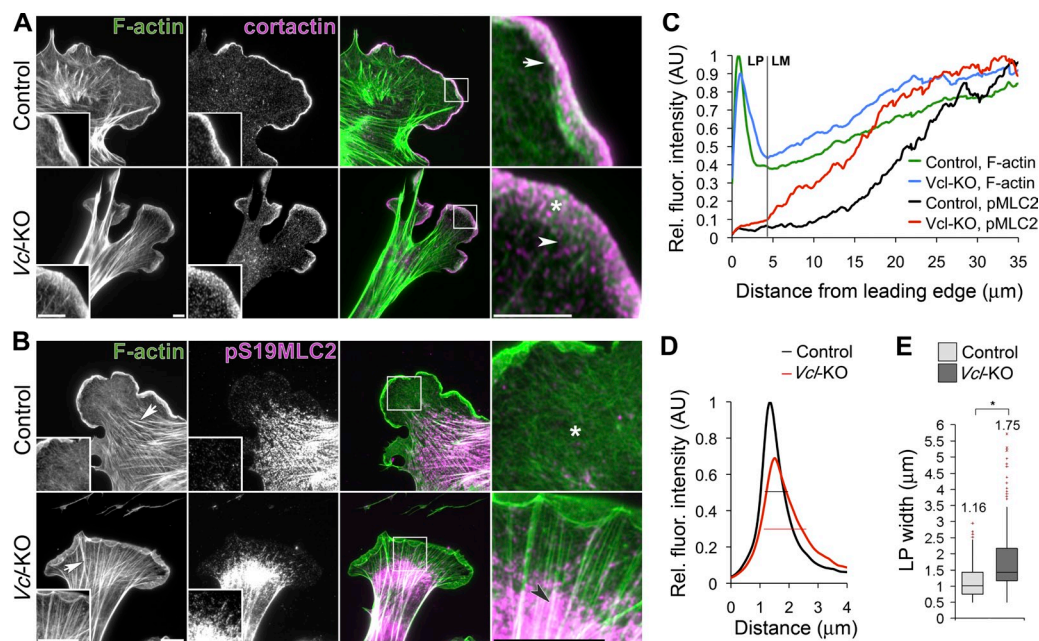 A
F-actin
cortactin
Control
Vcl-KO
B
F-actin
pS19MLC2
Control
Vcl-KO
C
Rel. fluor. intensity (AU)
1
0.9
0.8
0.7
0.6
0.5
0.4
0.3
0.2
0.1
0
LP LM
Control, F-actin
Vcl-KO, F-actin
Control, pMLC2
Vcl-KO, pMLC2
0 5 10 15 20 25 30 35
Distance from leading edge (μm)
D
Control
Vcl-KO
Rel. fluor. intensity (AU)
1
0.8
0.6
0.4
0.2
0
0 1 2 3 4
Distance (μm)
E
Control
Vcl-KO
LP width (μm)
*
1.75
1.16
6
5.5
5
4.5
4
3.5
3
2.5
2
1.5
1
0.5